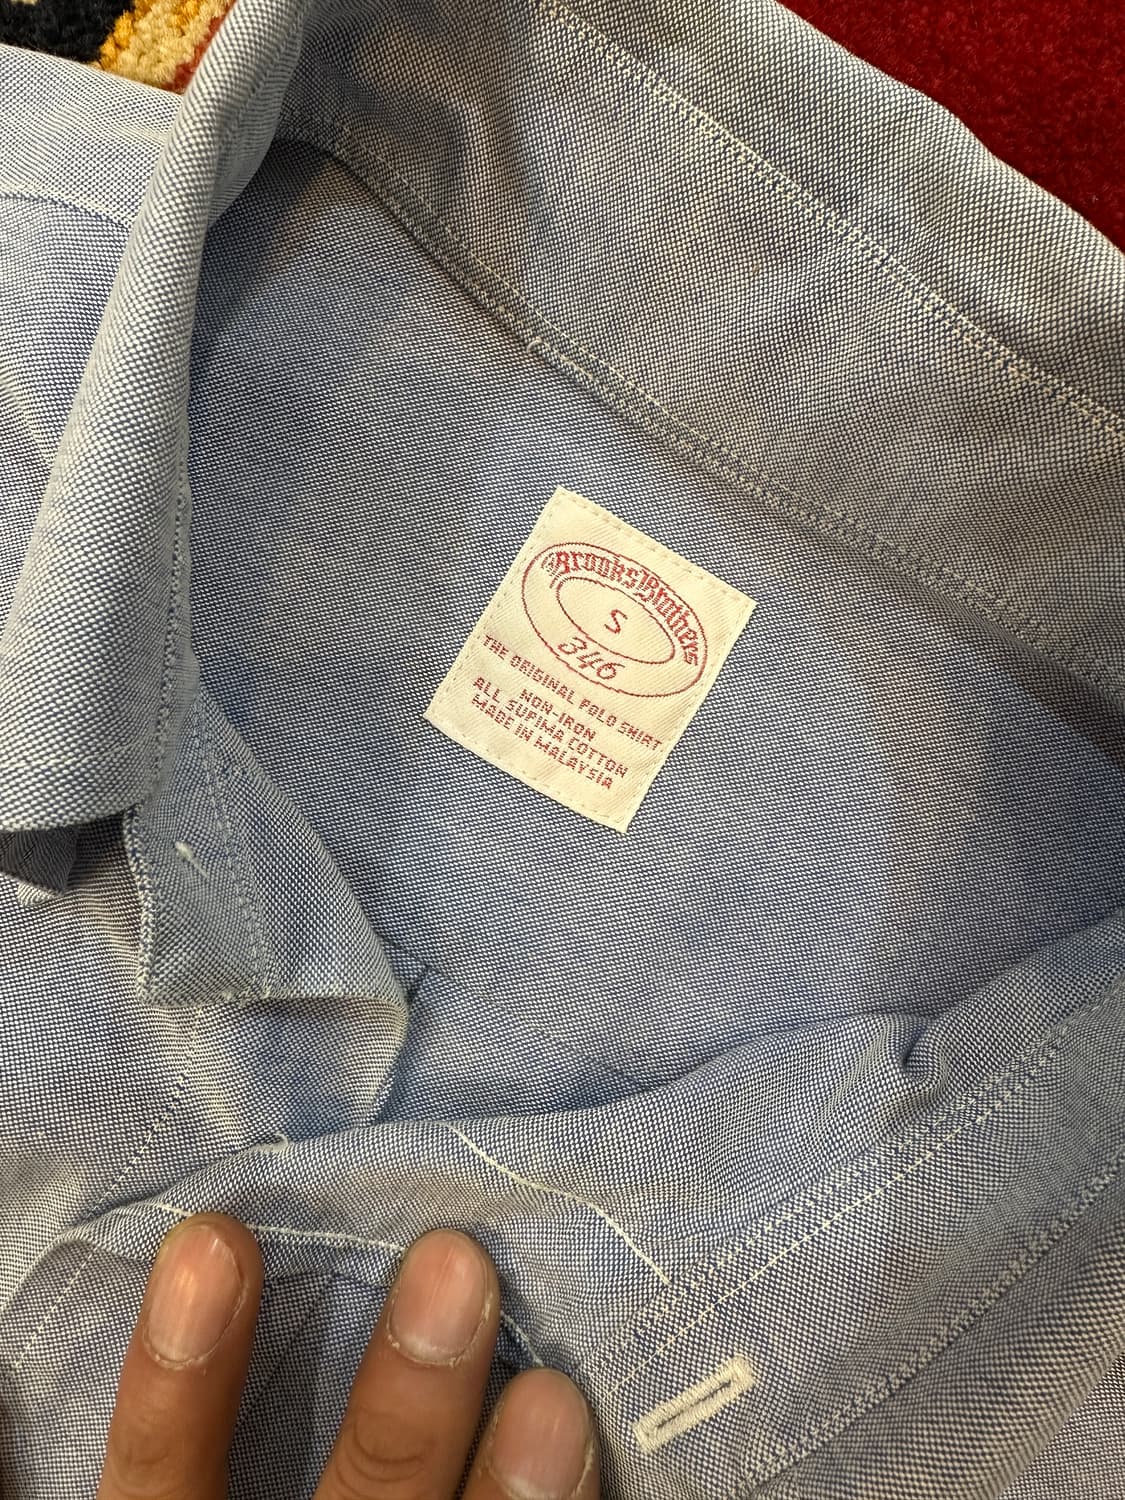 Brooks Brothers
S
346
THE ORIGINAL POLO SHIRT
NON-IRON
ALL SUPIMA COTTON
MADE IN MALAYSIA